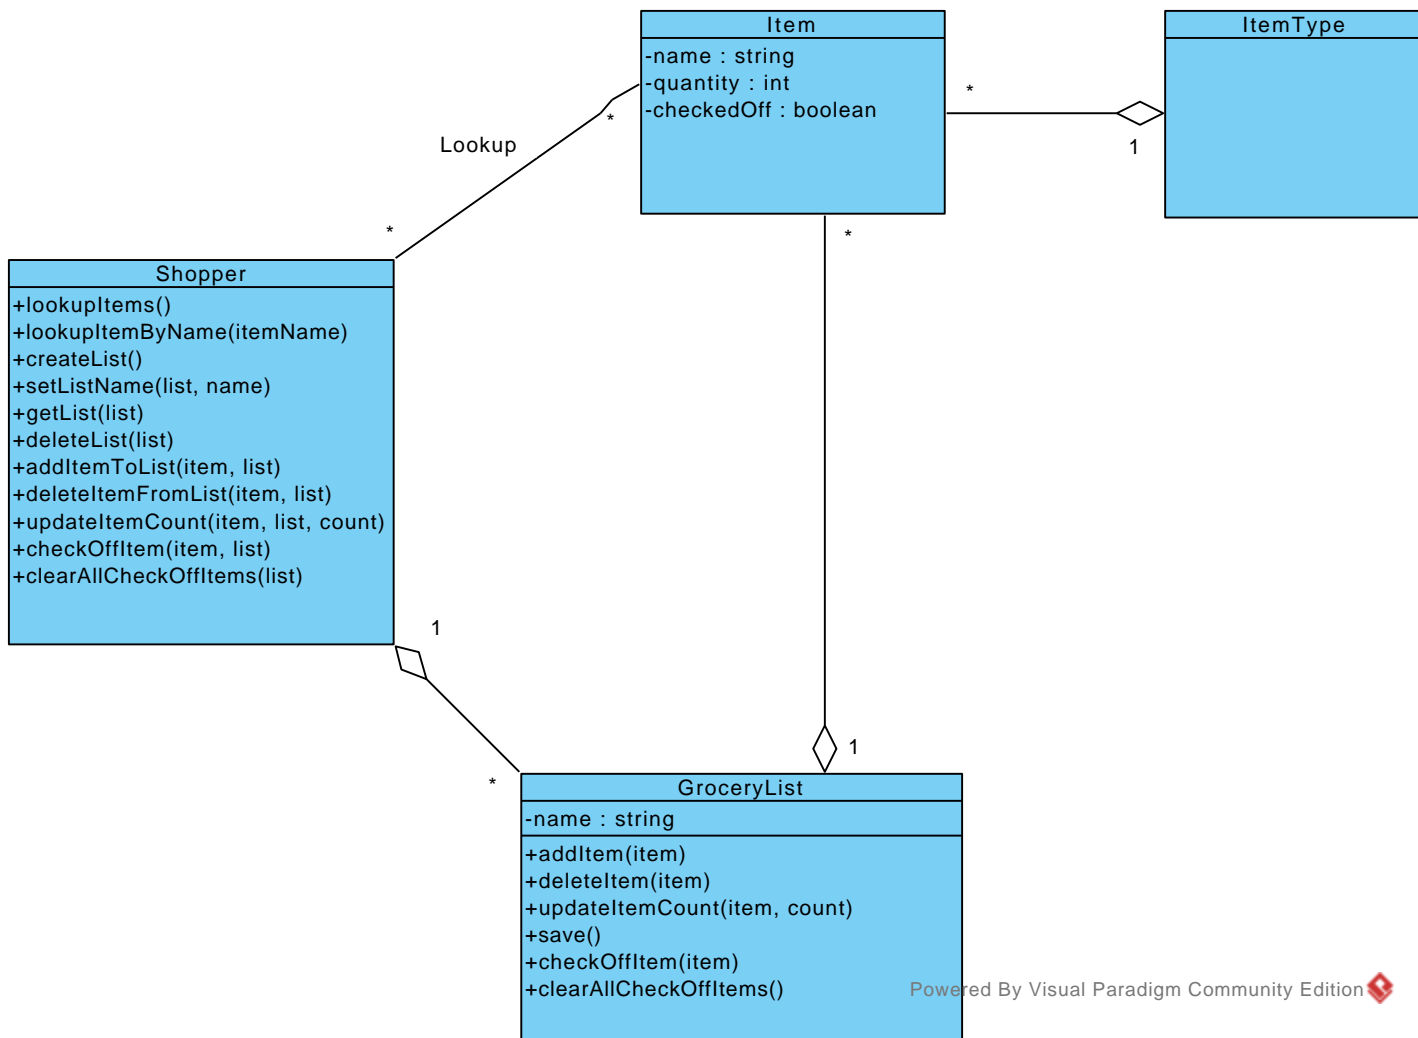 Item
-name : string
-quantity : int
-checkedOff : boolean
*
ItemType
*
1
Lookup
*
*
Shopper
+lookupItems()
+lookupItemByName(itemName)
+createList()
+setListName(list, name)
+getList(list)
+deleteList(list)
+addItemToList(item, list)
+deleteItemFromList(item, list)
+updateItemCount(item, list, count)
+checkOffItem(item, list)
+clearAllCheckOffItems(list)
1
*
1
GroceryList
-name : string
+addItem(item)
+deleteItem(item)
+updateItemCount(item, count)
+save()
+checkOffItem(item)
+clearAllCheckOffItems()
Powered By Visual Paradigm Community Edition